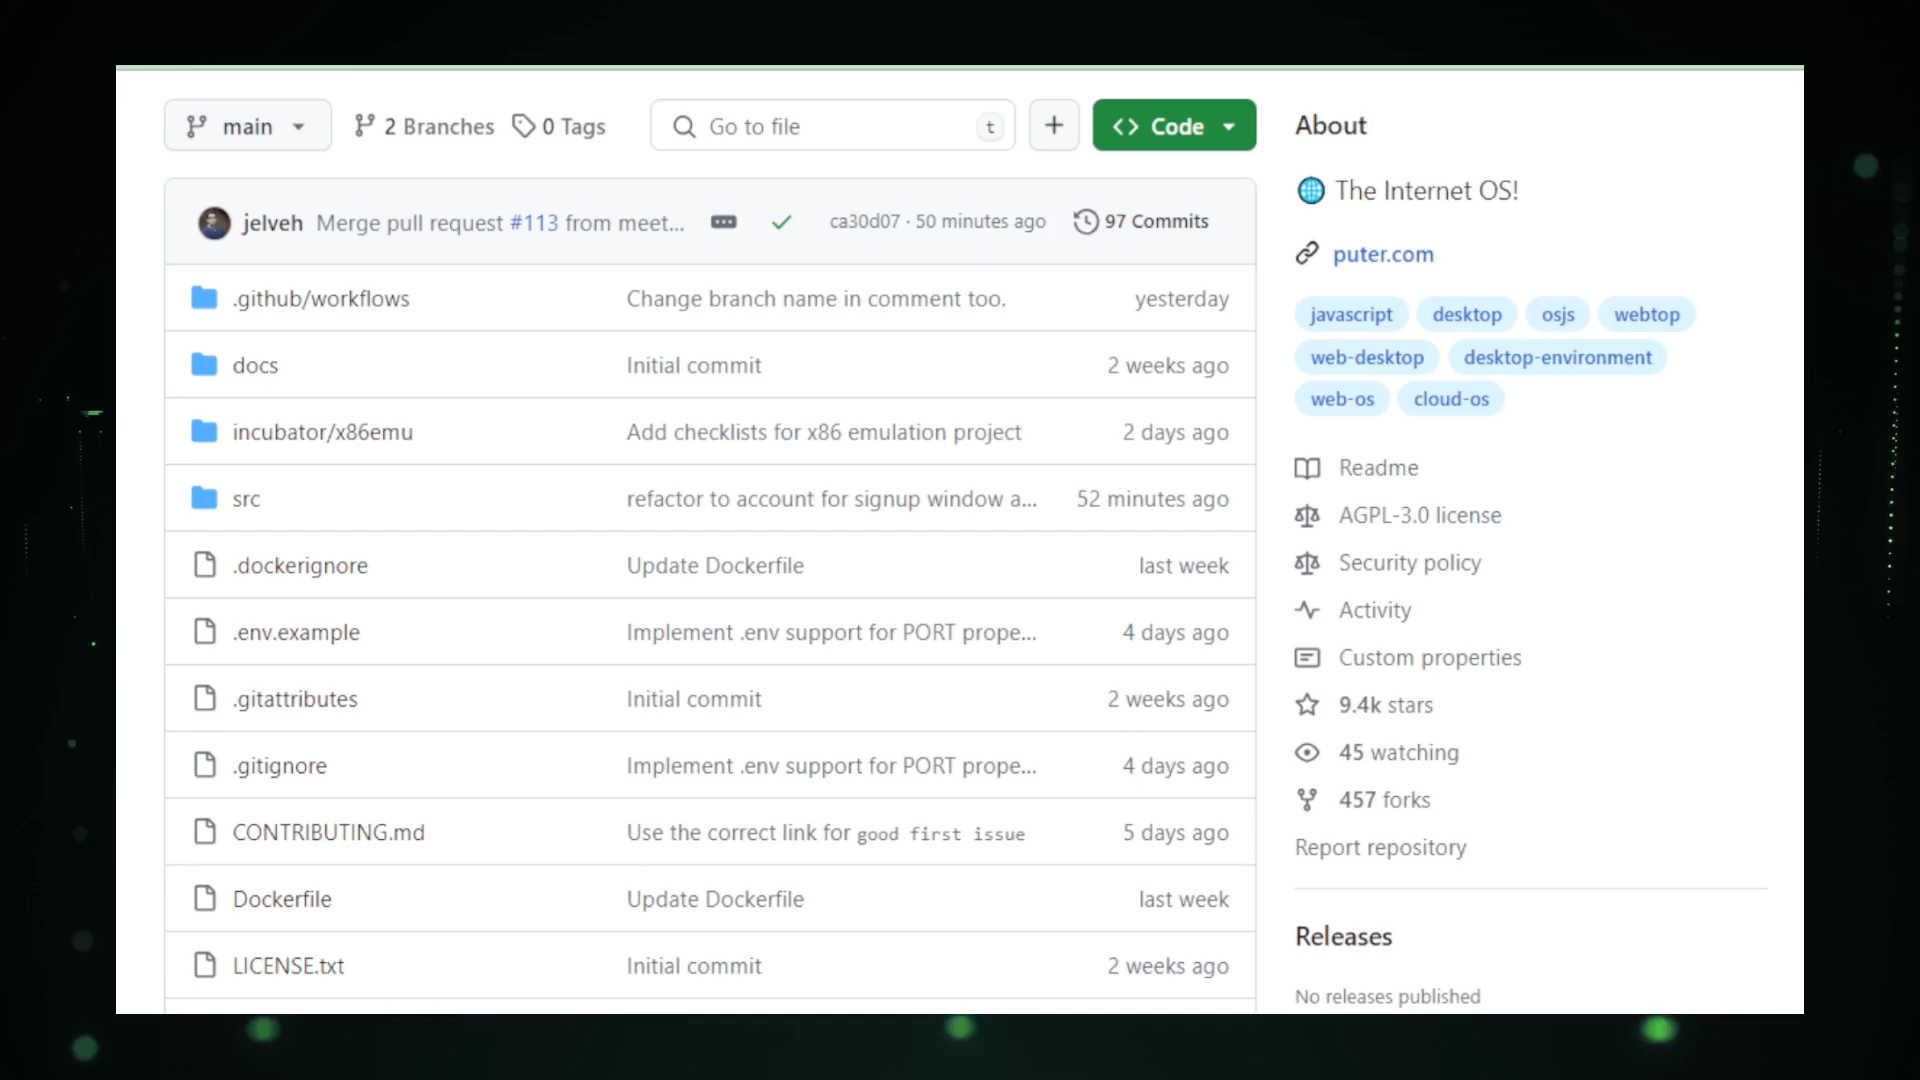 main 2 Branches 0 Tags Go to file t + <> Code
jelveh Merge pull request #113 from meet... ca30d07 · 50 minutes ago 97 Commits
.github/workflows Change branch name in comment too. yesterday
docs Initial commit 2 weeks ago
incubator/x86emu Add checklists for x86 emulation project 2 days ago
src refactor to account for signup window a... 52 minutes ago
.dockerignore Update Dockerfile last week
.env.example Implement .env support for PORT prope... 4 days ago
.gitattributes Initial commit 2 weeks ago
.gitignore Implement .env support for PORT prope... 4 days ago
CONTRIBUTING.md Use the correct link for good first issue 5 days ago
Dockerfile Update Dockerfile last week
LICENSE.txt Initial commit 2 weeks ago
About
The Internet OS!
puter.com
javascript desktop osjs webtop
web-desktop desktop-environment
web-os cloud-os
Readme
AGPL-3.0 license
Security policy
Activity
Custom properties
9.4k stars
45 watching
457 forks
Report repository
Releases
No releases published